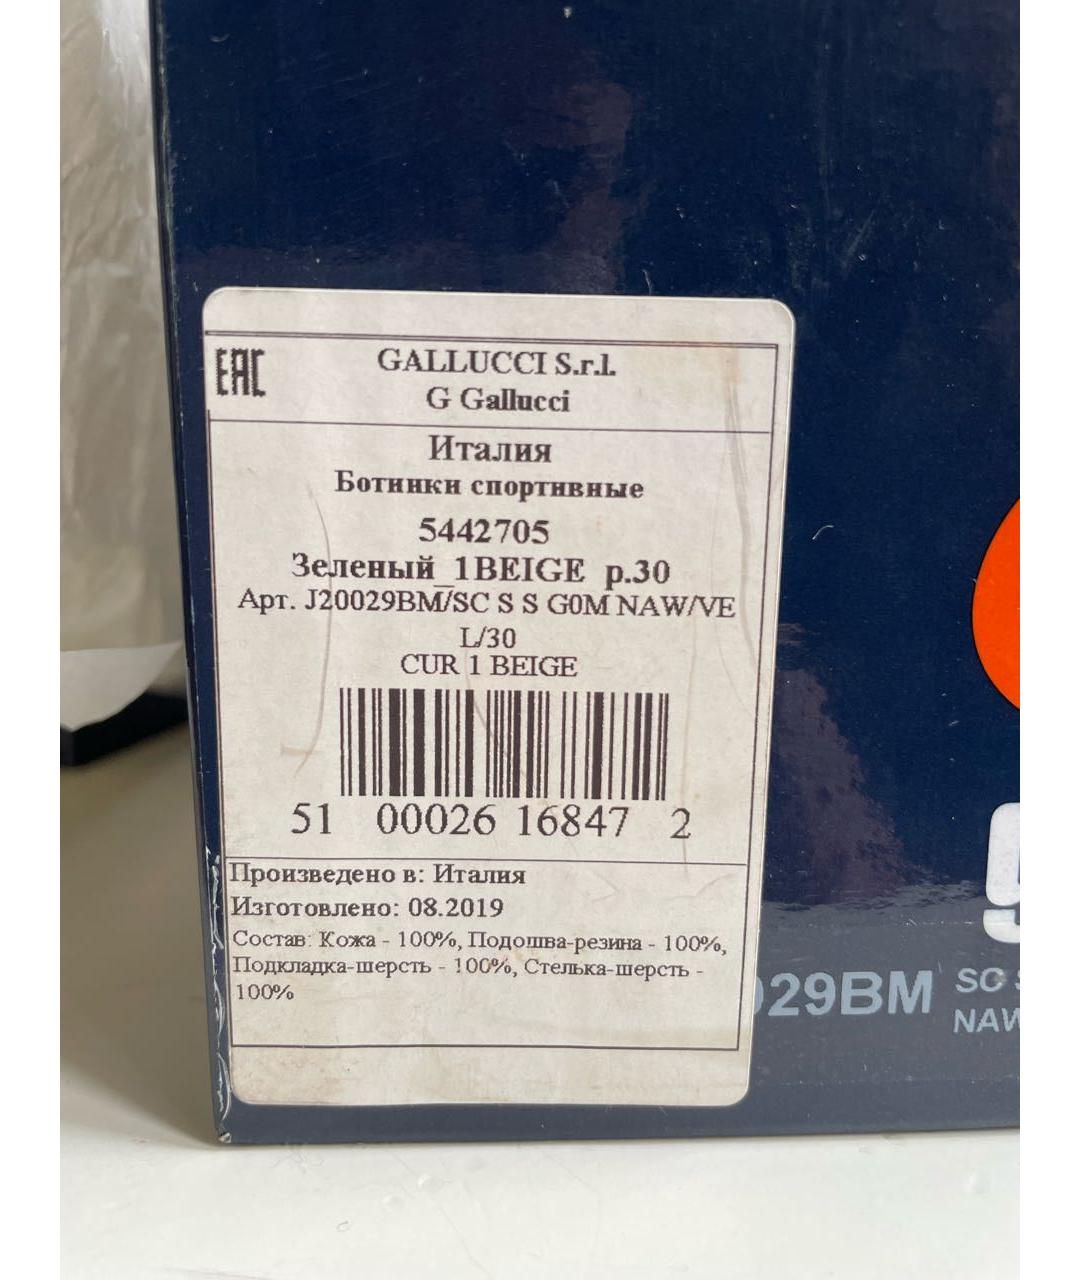 EAC
GALLUCCI S.r.l.
G Gallucci
Италия
Ботинки спортивные
5442705
Зеленый_1BEIGE р.30
Арт. J20029BM/SC S S G0M NAW/VE
L/30
CUR 1 BEIGE
51 00026 16847 2
Произведено в: Италия
Изготовлено: 08.2019
Состав: Кожа - 100%, Подошва-резина - 100%,
Подкладка-шерсть - 100%, Стелька-шерсть -
100%
029BM
SC
NAW